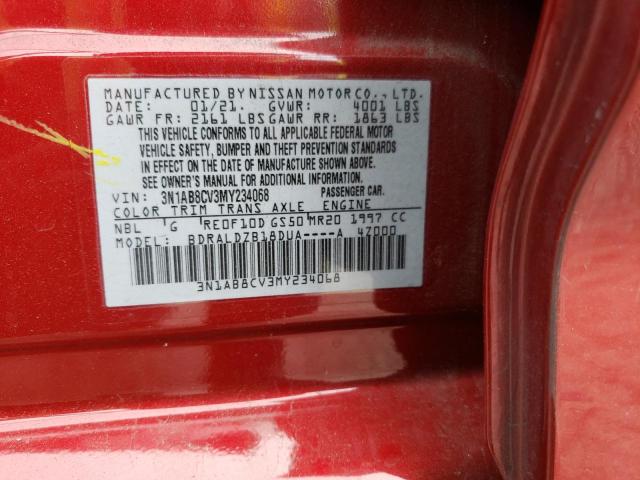 MANUFACTURED BY NISSAN MOTOR CO., LTD.
DATE: 01/21. GVWR: 4001 LBS
GAWR FR: 2161 LBS GAWR RR: 1863 LBS
THIS VEHICLE CONFORMS TO ALL APPLICABLE FEDERAL MOTOR
VEHICLE SAFETY, BUMPER AND THEFT PREVENTION STANDARDS
IN EFFECT ON THE DATE OF MANUFACTURE SHOWN ABOVE.
SEE OWNER'S MANUAL FOR ADDITIONAL INFORMATION.
VIN: 3N1AB8CV3MY234068 PASSENGER CAR.
COLOR TRIM TRANS AXLE ENGINE
NBL G RE0F10D GS50 MR20 1997 CC
MODEL: BDRALDZB18DUA----A 4Z000
3N1AB8CV3MY234068